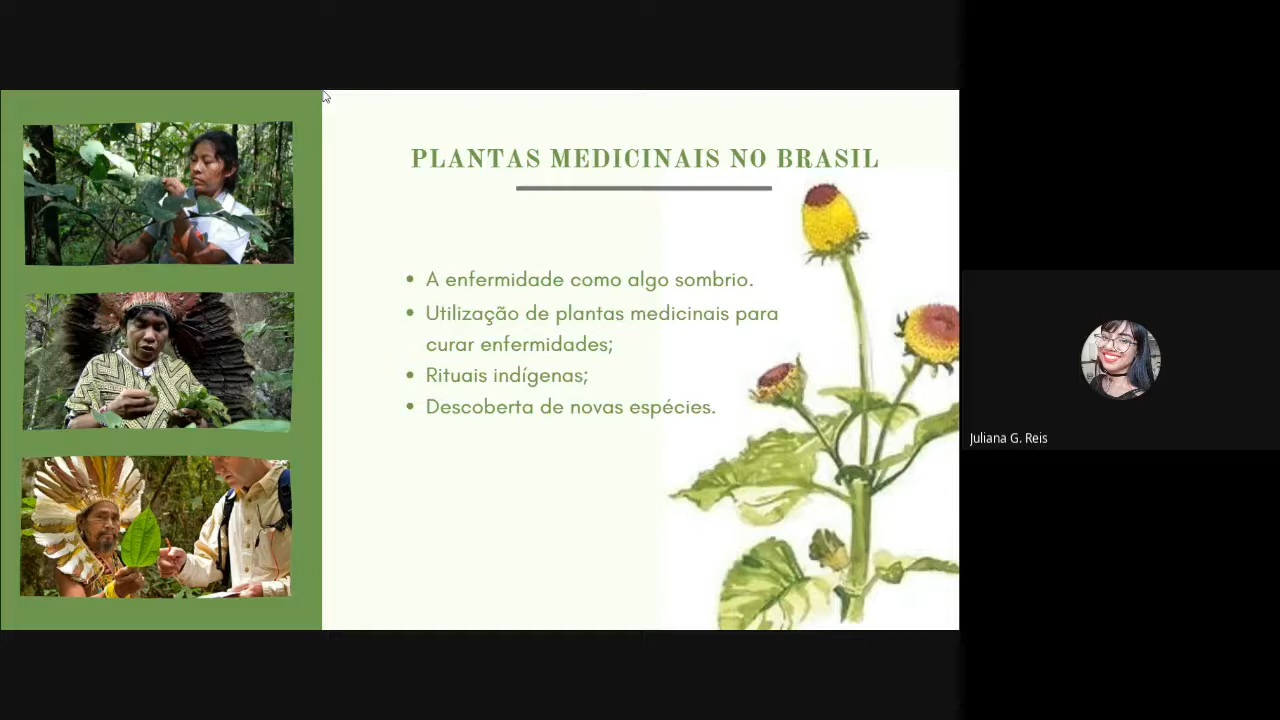 PLANTAS MEDICINAIS NO BRASIL
• A enfermidade como algo sombrio.
• Utilização de plantas medicinais para
curar enfermidades;
• Rituais indígenas;
• Descoberta de novas espécies.
Juliana G. Reis